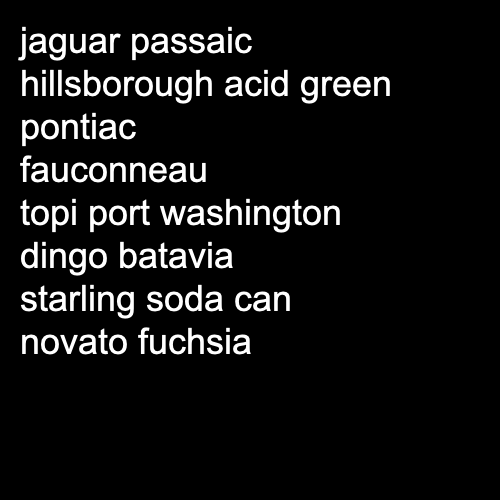 jaguar passaic
hillsborough acid green
pontiac
fauconneau
topi port washington
dingo batavia
starling soda can
novato fuchsia